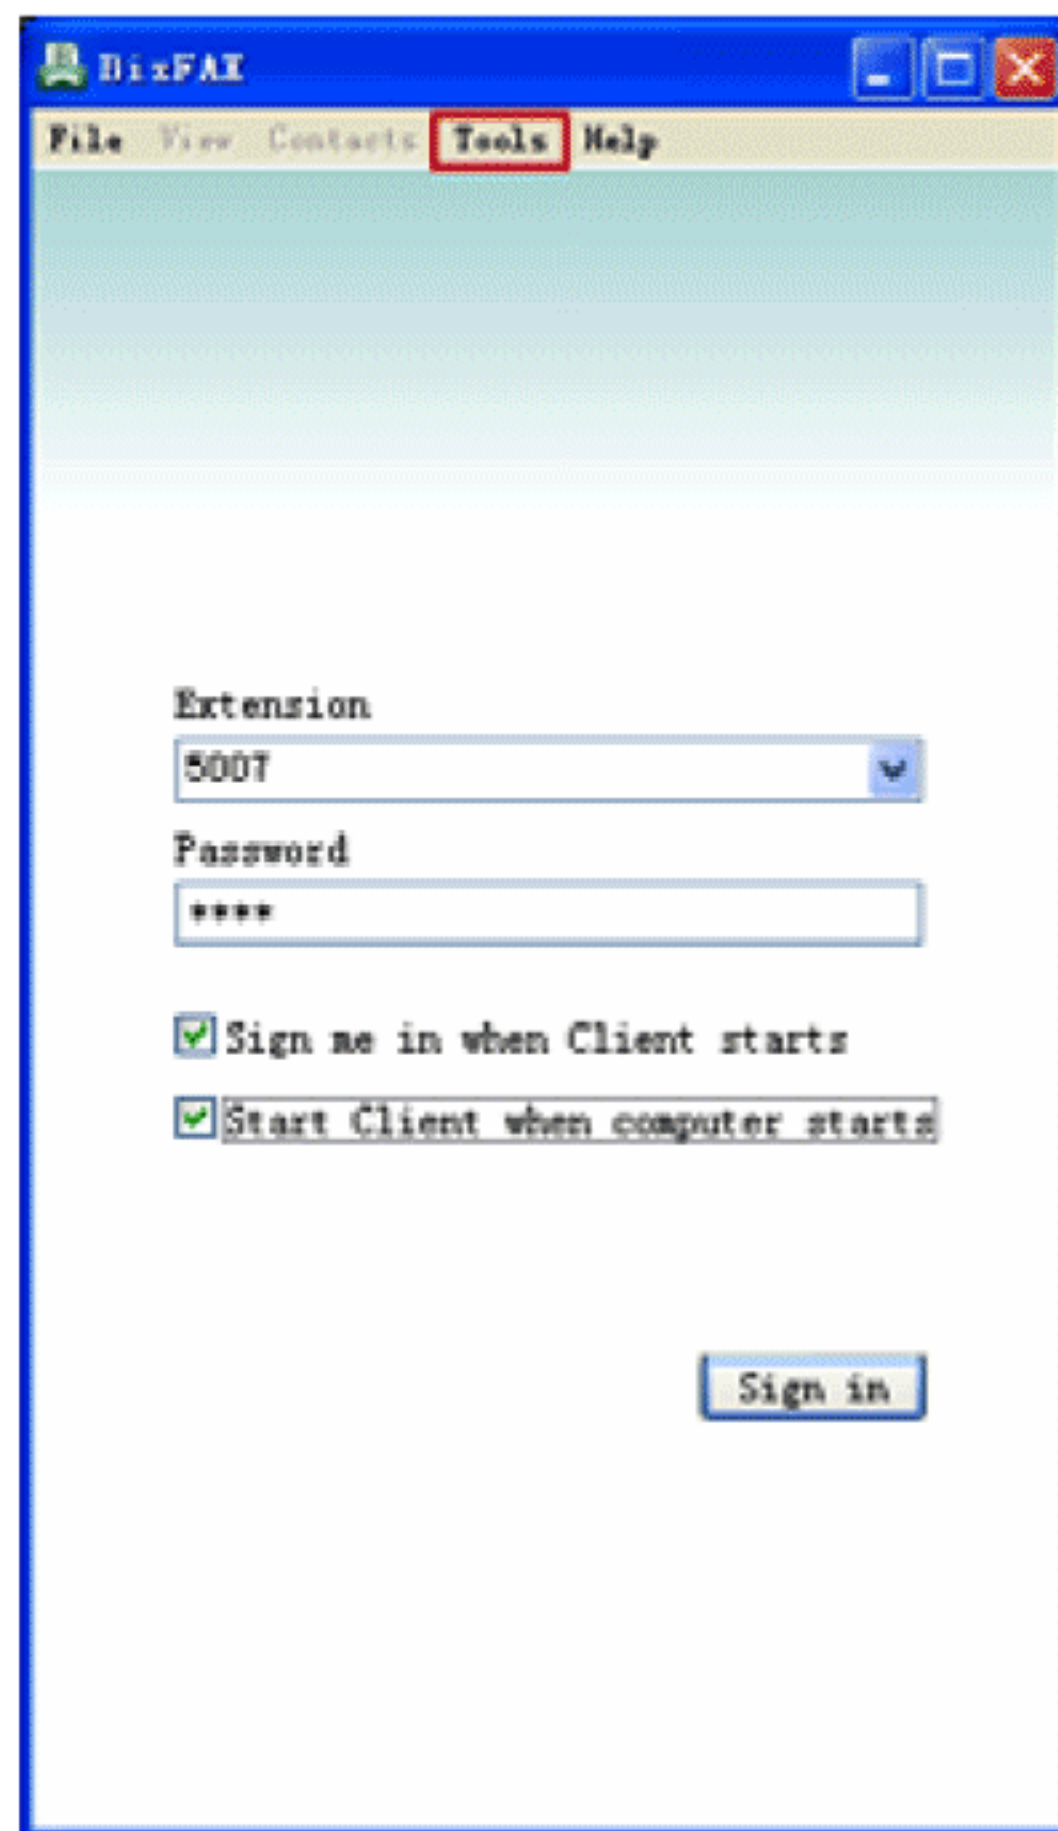 DixFAX
File View Contacts Tools Help
Extension
5007
Password
****
Sign me in when Client starts
Start Client when computer starts
Sign in